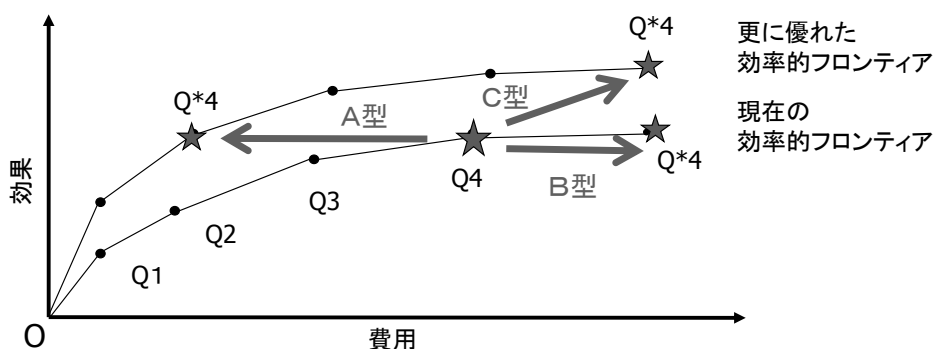 Q*4
更に優れた
効率的フロンティア
Q*4
A型
C型
現在の
効率的フロンティア
効果
Q4
B型
Q*4
Q3
Q2
Q1
O
費用